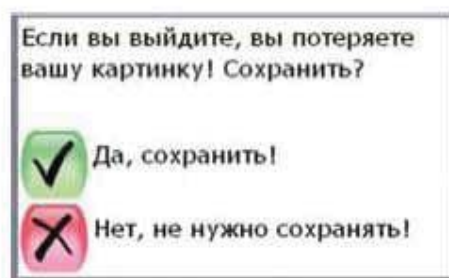 Если вы выйдите, вы потеряете
вашу картинку! Сохранить?
Да, сохранить!
Нет, не нужно сохранять!